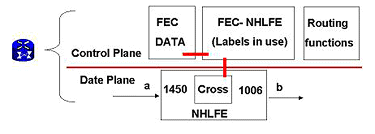 FEC
DATA
FEC- NHLFE
(Labels in use)
Routing
functions
Control Plane
Date Plane
a
1450
Cross
1006
b
NHLFE